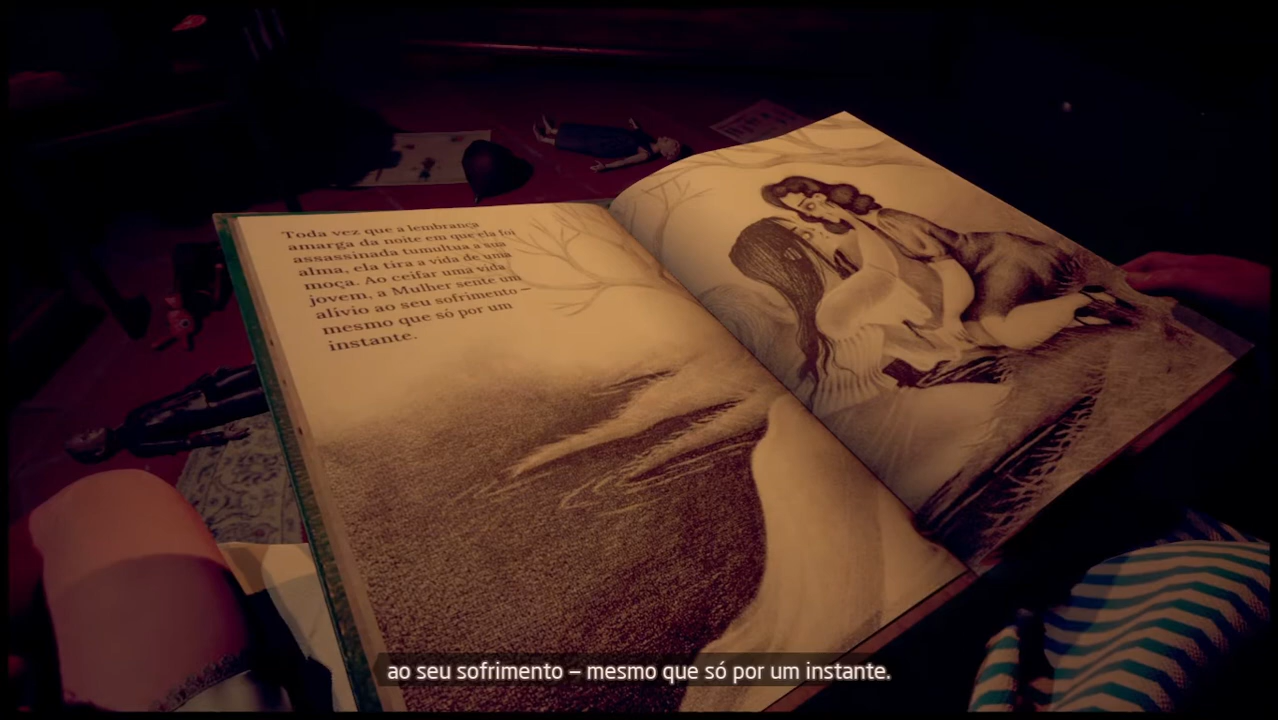 Toda vez que a lembrança
amarga da noite em que ela foi
assassinada tumultua a sua
alma, ela tira a vida de uma
moça. Ao ceifar uma vida
jovem, a Mulher sente um
alívio ao seu sofrimento —
mesmo que só por um
instante.
ao seu sofrimento – mesmo que só por um instante.